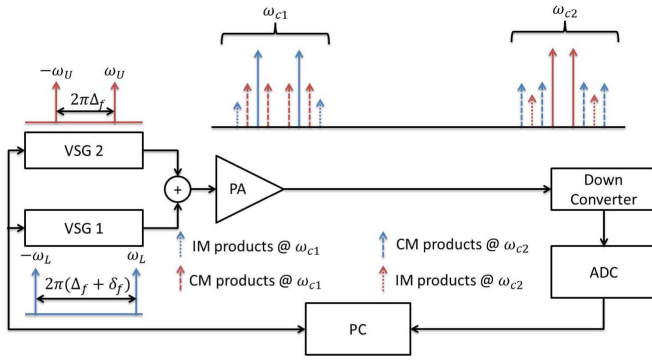 ω_{c1}
ω_{c2}
−ω_U ω_U
2πΔ_f
VSG 2
+
PA
Down
Converter
VSG 1
−ω_L ω_L
2π(Δ_f + δ_f)
IM products @ ω_{c1}
CM products @ ω_{c2}
CM products @ ω_{c1}
IM products @ ω_{c2}
ADC
PC